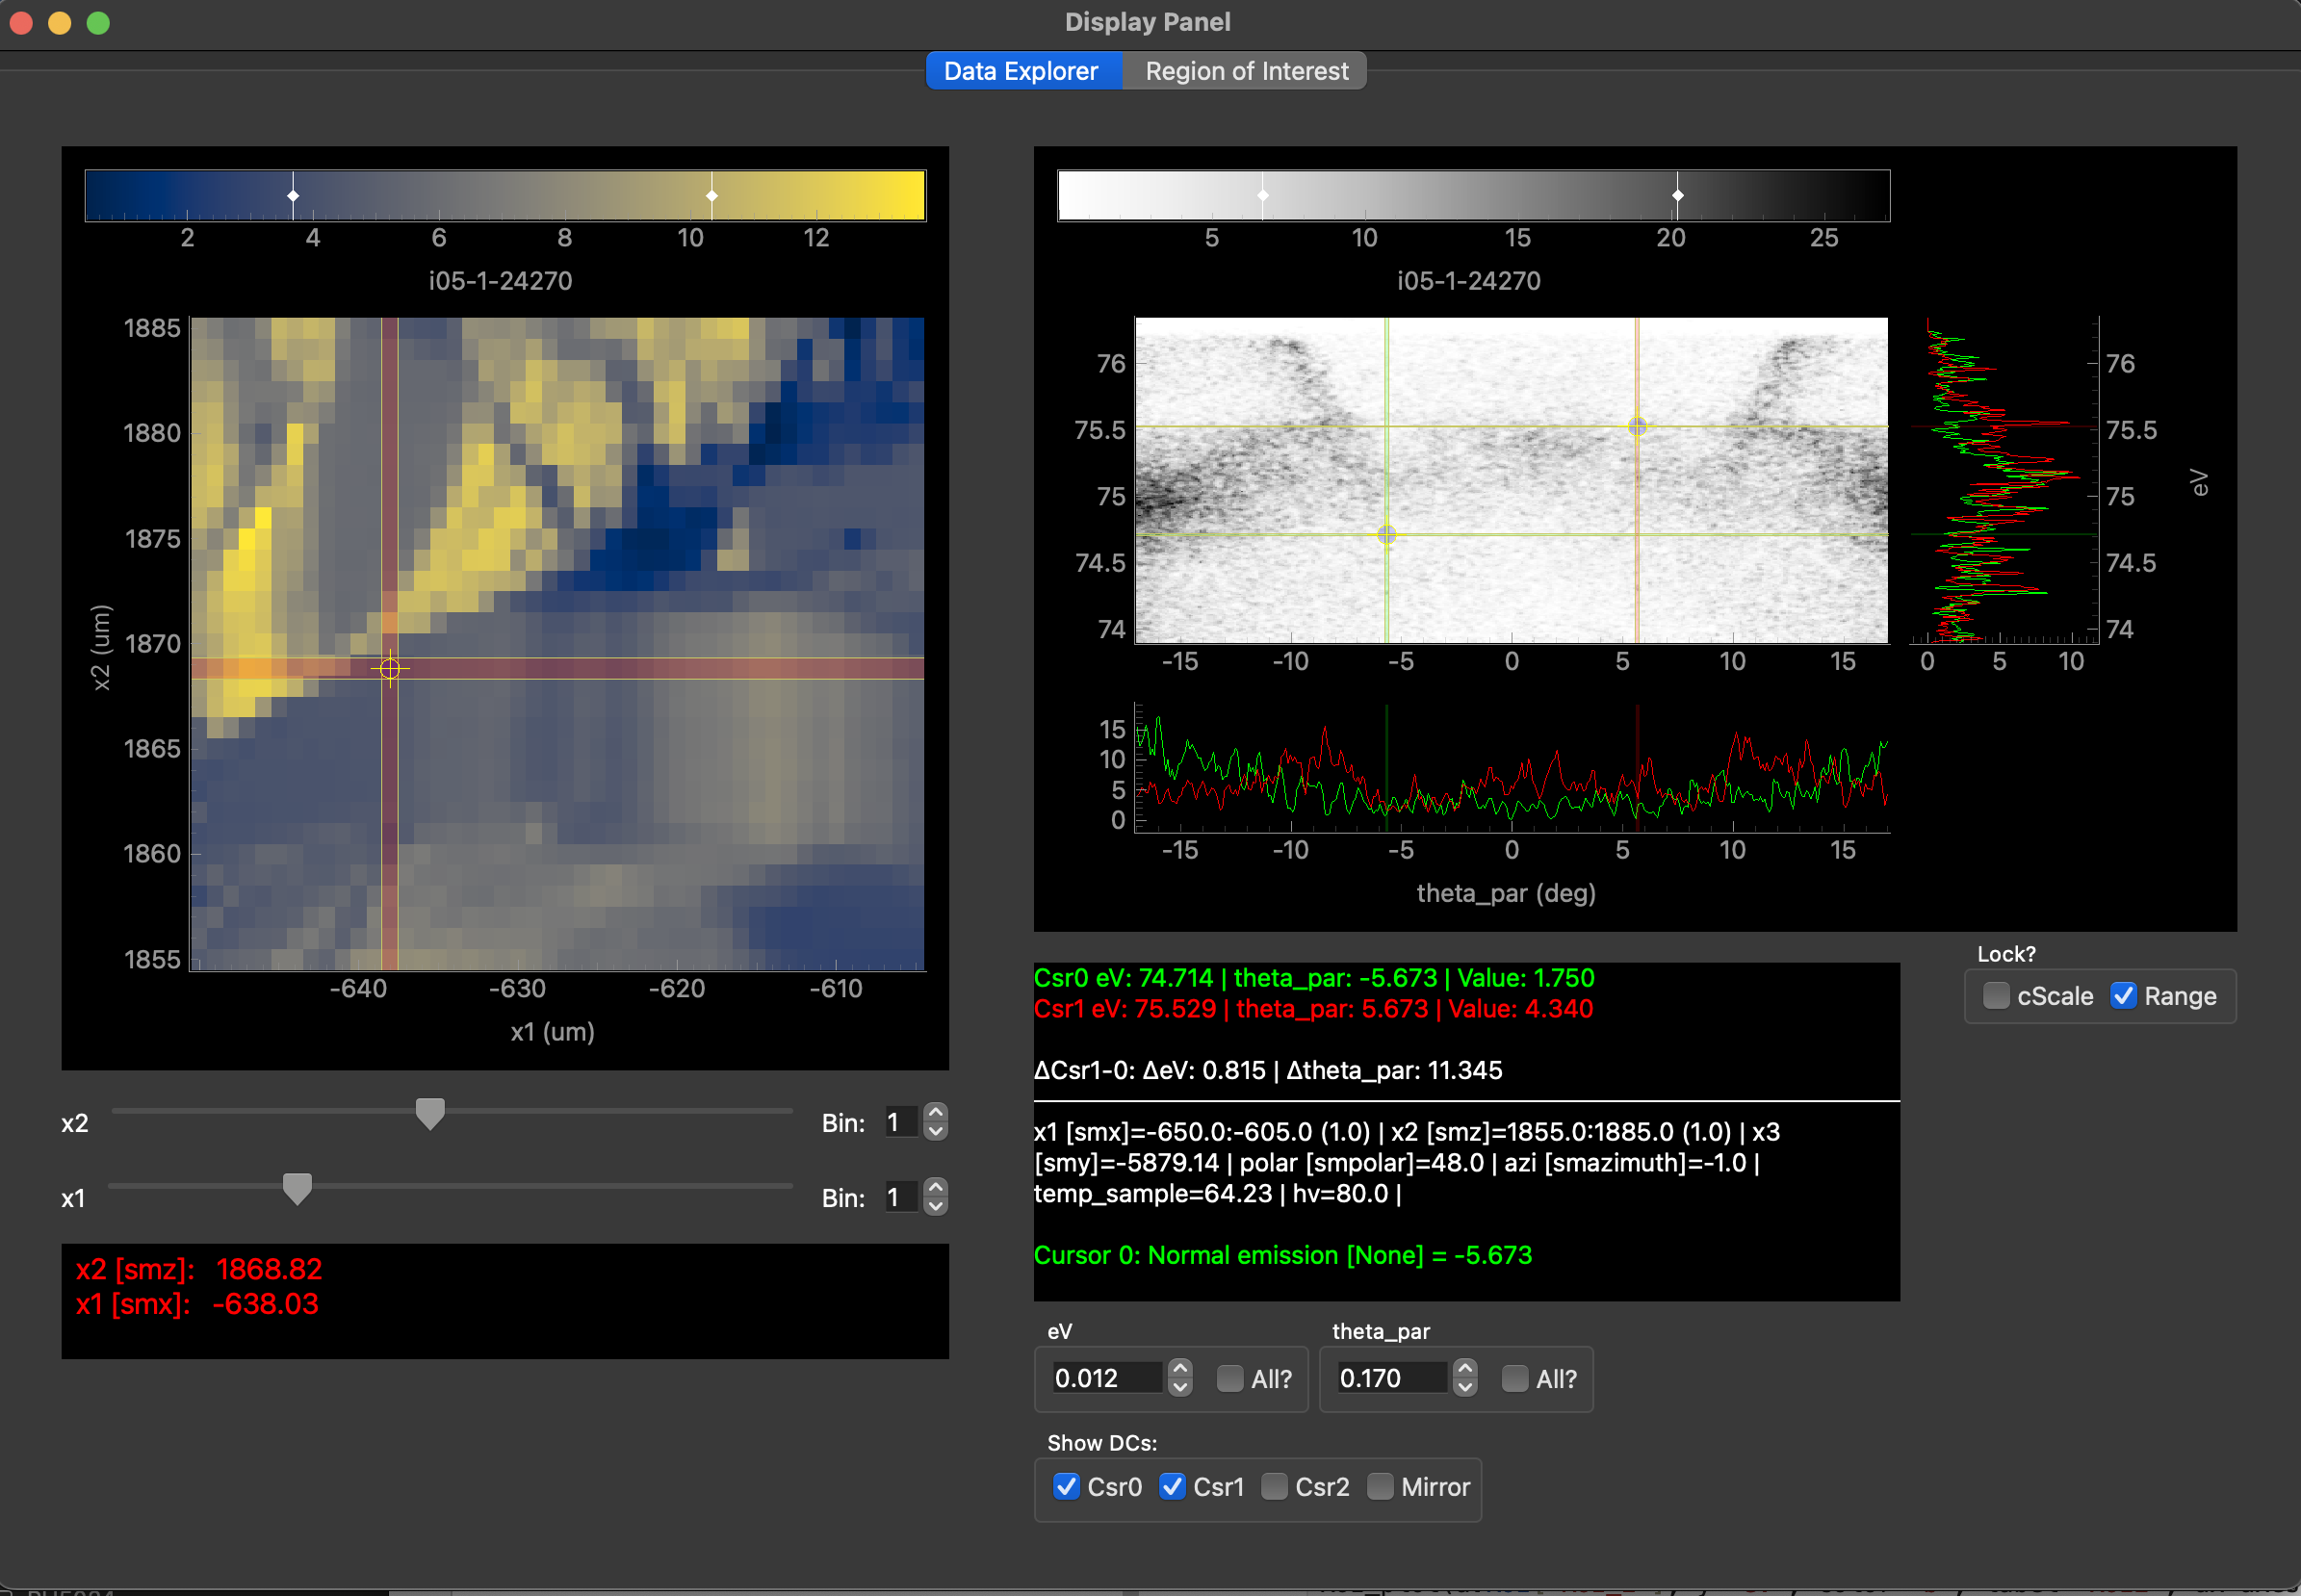 Display Panel
Data Explorer Region of Interest
2 4 6 8 10 12
i05-1-24270
1885
1880
1875
1870
1865
1860
1855
x2 (um)
-640 -630 -620 -610
x1 (um)
5 10 15 20 25
i05-1-24270
76
75.5
75
74.5
74
-15 -10 -5 0 5 10 15
76
75.5
75
74.5
74
eV
0 5 10
15
10
5
0
-15 -10 -5 0 5 10 15
theta_par (deg)
x2 Bin: 1
x1 Bin: 1
x2 [smz]: 1868.82
x1 [smx]: -638.03
Csr0 eV: 74.714 | theta_par: -5.673 | Value: 1.750
Csr1 eV: 75.529 | theta_par: 5.673 | Value: 4.340
ΔCsr1-0: ΔeV: 0.815 | Δtheta_par: 11.345
x1 [smx]=-650.0:-605.0 (1.0) | x2 [smz]=1855.0:1885.0 (1.0) | x3
[smy]=-5879.14 | polar [smpolar]=48.0 | azi [smazimuth]=-1.0 |
temp_sample=64.23 | hv=80.0 |
Cursor 0: Normal emission [None] = -5.673
Lock?
cScale Range
eV theta_par
0.012 All? 0.170 All?
Show DCs:
Csr0 Csr1 Csr2 Mirror